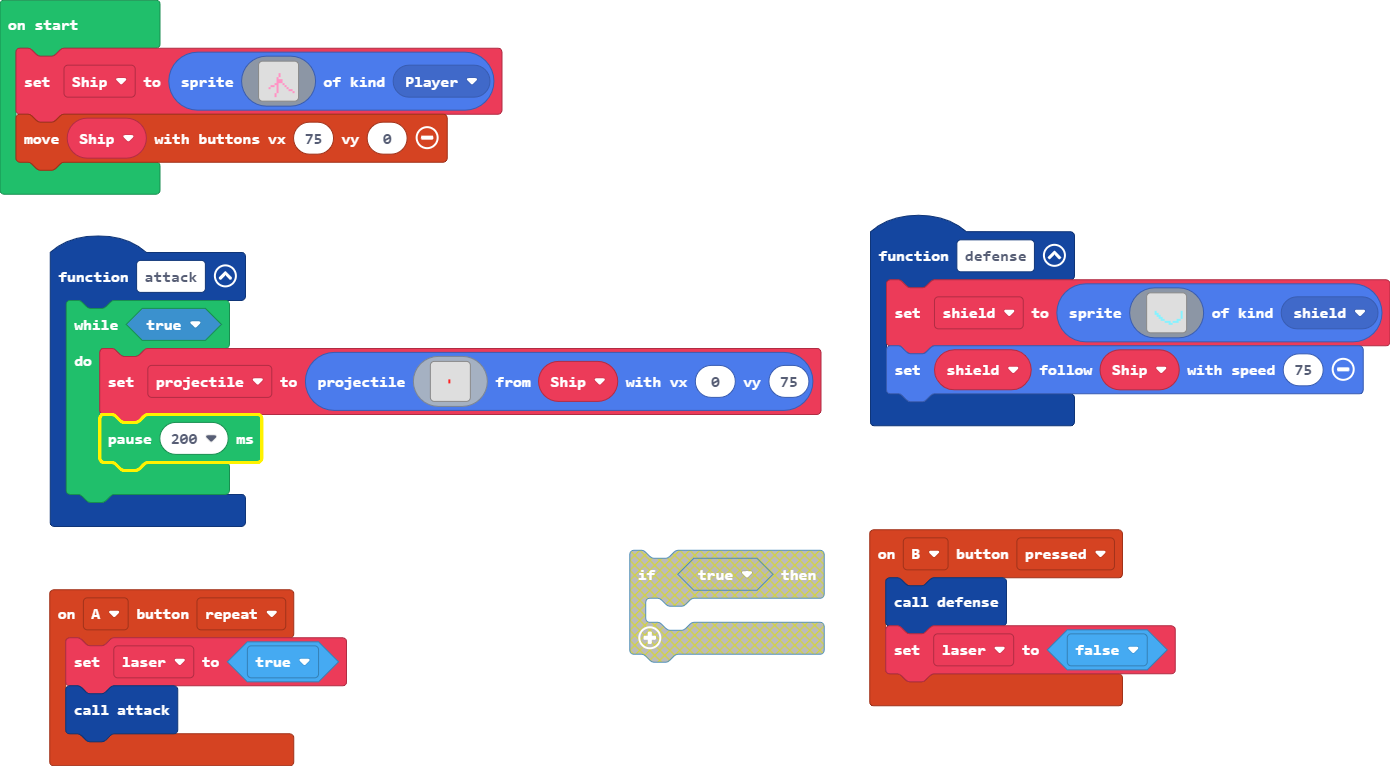 on start
set Ship to sprite of kind Player
move Ship with buttons vx 75 vy 0
function attack
while true
do
set projectile to projectile from Ship with vx 0 vy 75
pause 200 ms
function defense
set shield to sprite of kind shield
set shield follow Ship with speed 75
if true then
on A button repeat
set laser to true
call attack
on B button pressed
call defense
set laser to false